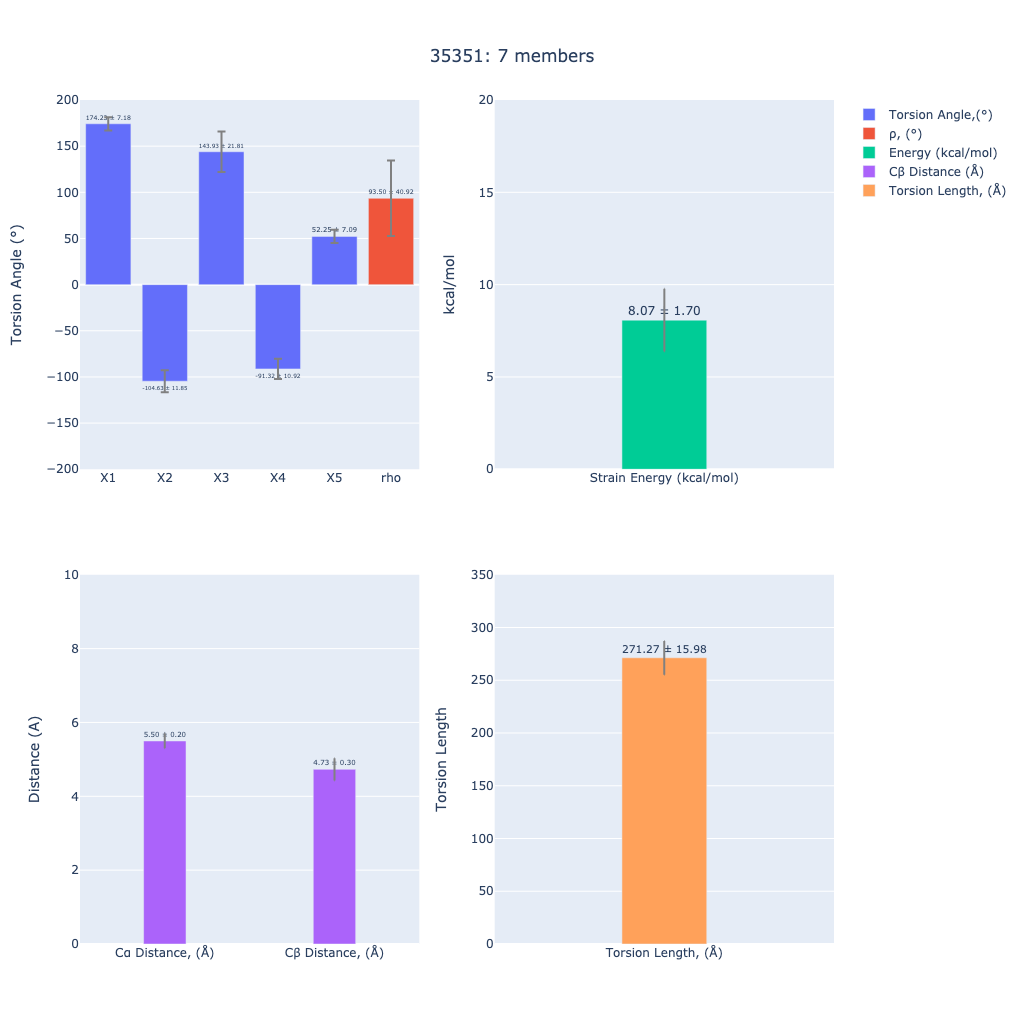 35351: 7 members
Torsion Angle (°)
200
150
100
50
0
−50
−100
−150
−200
174.25 ± 7.18
-104.63 ± 11.85
143.93 ± 21.81
-91.32 ± 10.92
52.25 ± 7.09
93.50 ± 40.92
X1
X2
X3
X4
X5
rho
kcal/mol
20
15
10
5
0
8.07 ± 1.70
Strain Energy (kcal/mol)
Torsion Angle,(°)
ρ, (°)
Energy (kcal/mol)
Cβ Distance (Å)
Torsion Length, (Å)
Distance (A)
10
8
6
4
2
0
5.50 ± 0.20
4.73 ± 0.30
Cα Distance, (Å)
Cβ Distance, (Å)
Torsion Length
350
300
250
200
150
100
50
0
271.27 ± 15.98
Torsion Length, (Å)